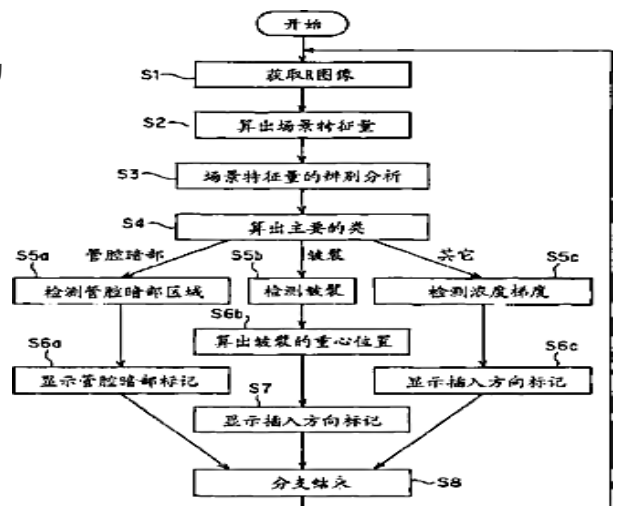 开始
S1
获取R图像
S2
算出场景特征量
S3
场景特征量的辨别分析
S4
算出主要的类
管腔暗部
皱襞
其它
S5a
S5b
S5c
检测管腔暗部区域
检测皱襞
检测浓度梯度
S6b
算出皱襞的重心位置
S6a
S6c
显示管腔暗部标记
显示插入方向标记
S7
显示插入方向标记
分支结束
S8